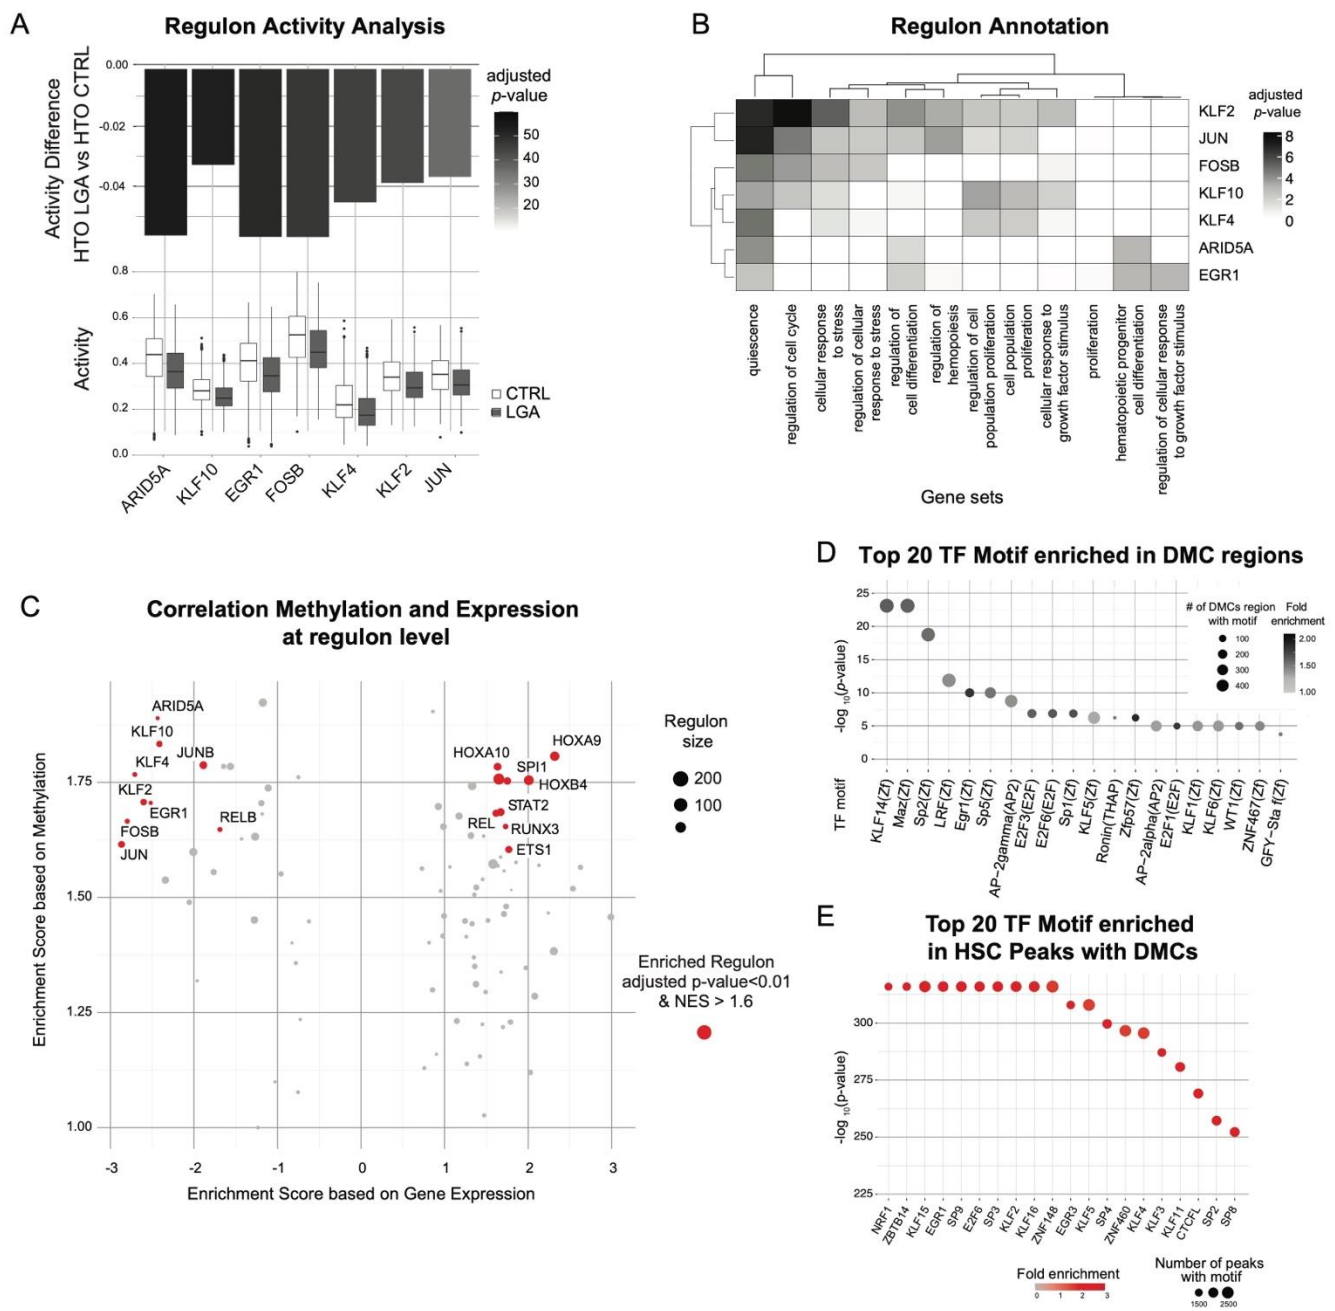 A
Regulon Activity Analysis
Activity Difference
HTO LGA vs HTO CTRL
0.00
-0.02
-0.04
adjusted
p-value
50
40
30
20
Activity
0.8
0.6
0.4
0.2
0.0
CTRL
LGA
ARID5A
KLF10
EGR1
FOSB
KLF4
KLF2
JUN
B
Regulon Annotation
KLF2
JUN
FOSB
KLF10
KLF4
ARID5A
EGR1
adjusted
p-value
8
6
4
2
0
quiescence
regulation of cell cycle
cellular response
to stress
regulation of cellular
response to stress
regulation of
cell differentiation
regulation of
hemopoiesis
regulation of cell
population proliferation
cell population
proliferation
cellular response to
growth factor stimulus
proliferation
hematopoietic progenitor
cell differentiation
regulation of cellular response
to growth factor stimulus
Gene sets
C
Correlation Methylation and Expression
at regulon level
Enrichment Score based on Methylation
1.75
1.50
1.25
1.00
ARID5A
KLF10
JUNB
KLF4
KLF2
EGR1
RELB
FOSB
JUN
HOXA10
HOXA9
SPI1
HOXB4
STAT2
REL
RUNX3
ETS1
-3
-2
-1
0
1
2
3
Enrichment Score based on Gene Expression
Regulon
size
200
100
Enriched Regulon
adjusted p-value<0.01
& NES > 1.6
D
Top 20 TF Motif enriched in DMC regions
-log 10(p-value)
25
20
15
10
5
0
# of DMCs region
with motif
100
200
300
400
Fold
enrichment
2.00
1.50
1.00
TF motif
KLF14(Zf)
Maz(Zf)
Sp2(Zf)
LRF(Zf)
Egr1(Zf)
Sp5(Zf)
AP-2gamma(AP2)
E2F3(E2F)
E2F6(E2F)
Sp1(Zf)
KLF5(Zf)
Ronin(THAP)
Zfp57(Zf)
AP-2alpha(AP2)
E2F1(E2F)
KLF1(Zf)
KLF6(Zf)
WT1(Zf)
ZNF467(Zf)
GFY-Sta f(Zf)
E
Top 20 TF Motif enriched
in HSC Peaks with DMCs
-log 10(p-value)
300
275
250
225
NRF1
ZBTB14
KLF15
EGR1
SP9
E2F6
SP3
KLF2
KLF16
ZNF148
EGR3
KLF5
SP4
ZNF460
KLF4
KLF3
KLF11
CTCFL
SP2
SP8
Fold enrichment
0 1 2 3
Number of peaks
with motif
1500 2500